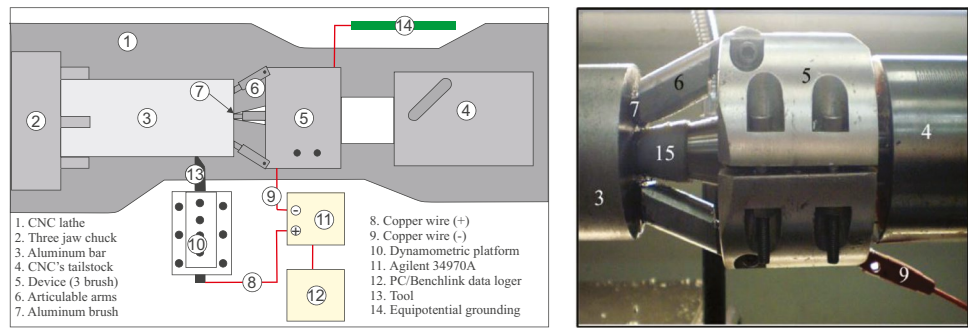 1
14
2
3
7
6
5
4
13
9
11
10
8
12
1. CNC lathe
2. Three jaw chuck
3. Aluminum bar
4. CNC's tailstock
5. Device (3 brush)
6. Articulable arms
7. Aluminum brush
8. Copper wire (+)
9. Copper wire (-)
10. Dynamometric platform
11. Agilent 34970A
12. PC/Benchlink data loger
13. Tool
14. Equipotential grounding
6
5
7
15
4
3
9